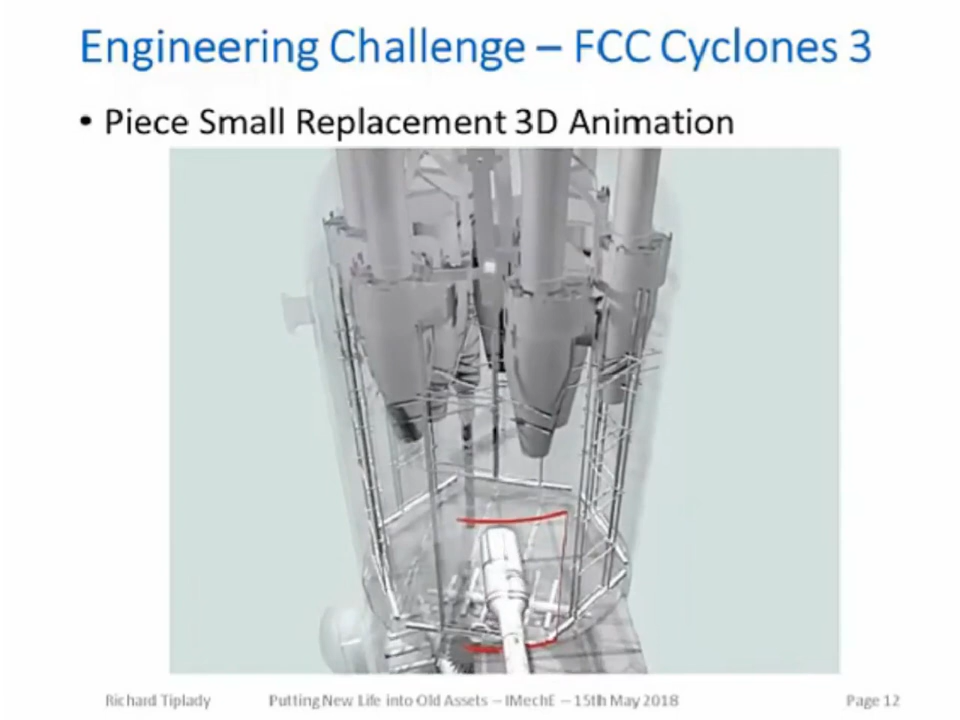 Engineering Challenge – FCC Cyclones 3
• Piece Small Replacement 3D Animation
Richard Tiplady Putting New Life into Old Assets – IMechE – 15th May 2018 Page 12